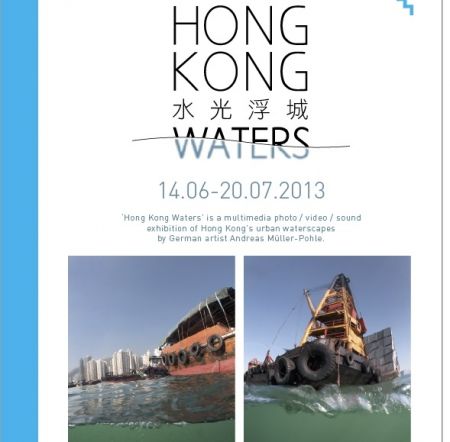 HONG
KONG
水光浮城
WATERS
14.06-20.07.2013
'Hong Kong Waters' is a multimedia photo / video / sound
exhibition of Hong Kong's urban waterscapes
by German artist Andreas Müller-Pohle.